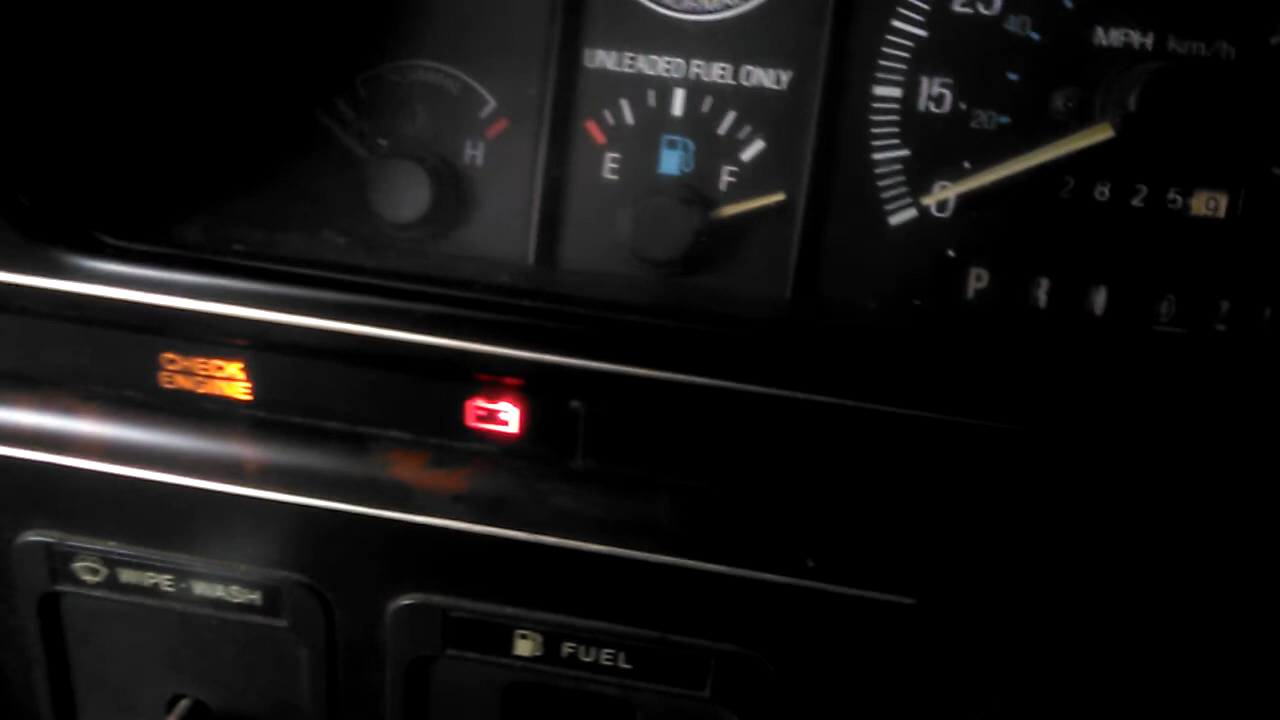 UNLEADED FUEL ONLY
E
F
H
25
40
MPH km/h
15
20
0
2 8 2 5 9
P
CHECK
ENGINE
WIPE·WASH
FUEL